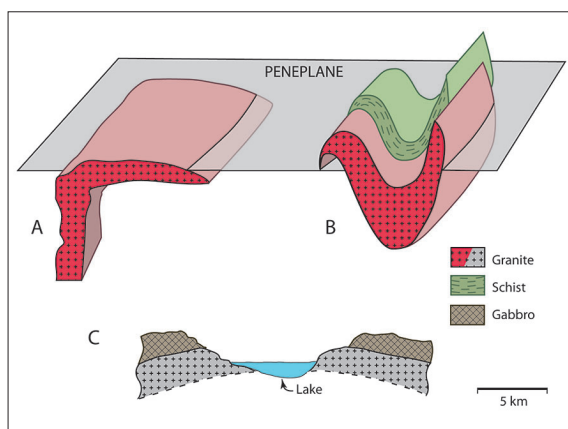 PENEPLANE
A
B
Granite
Schist
Gabbro
C
Lake
5 km